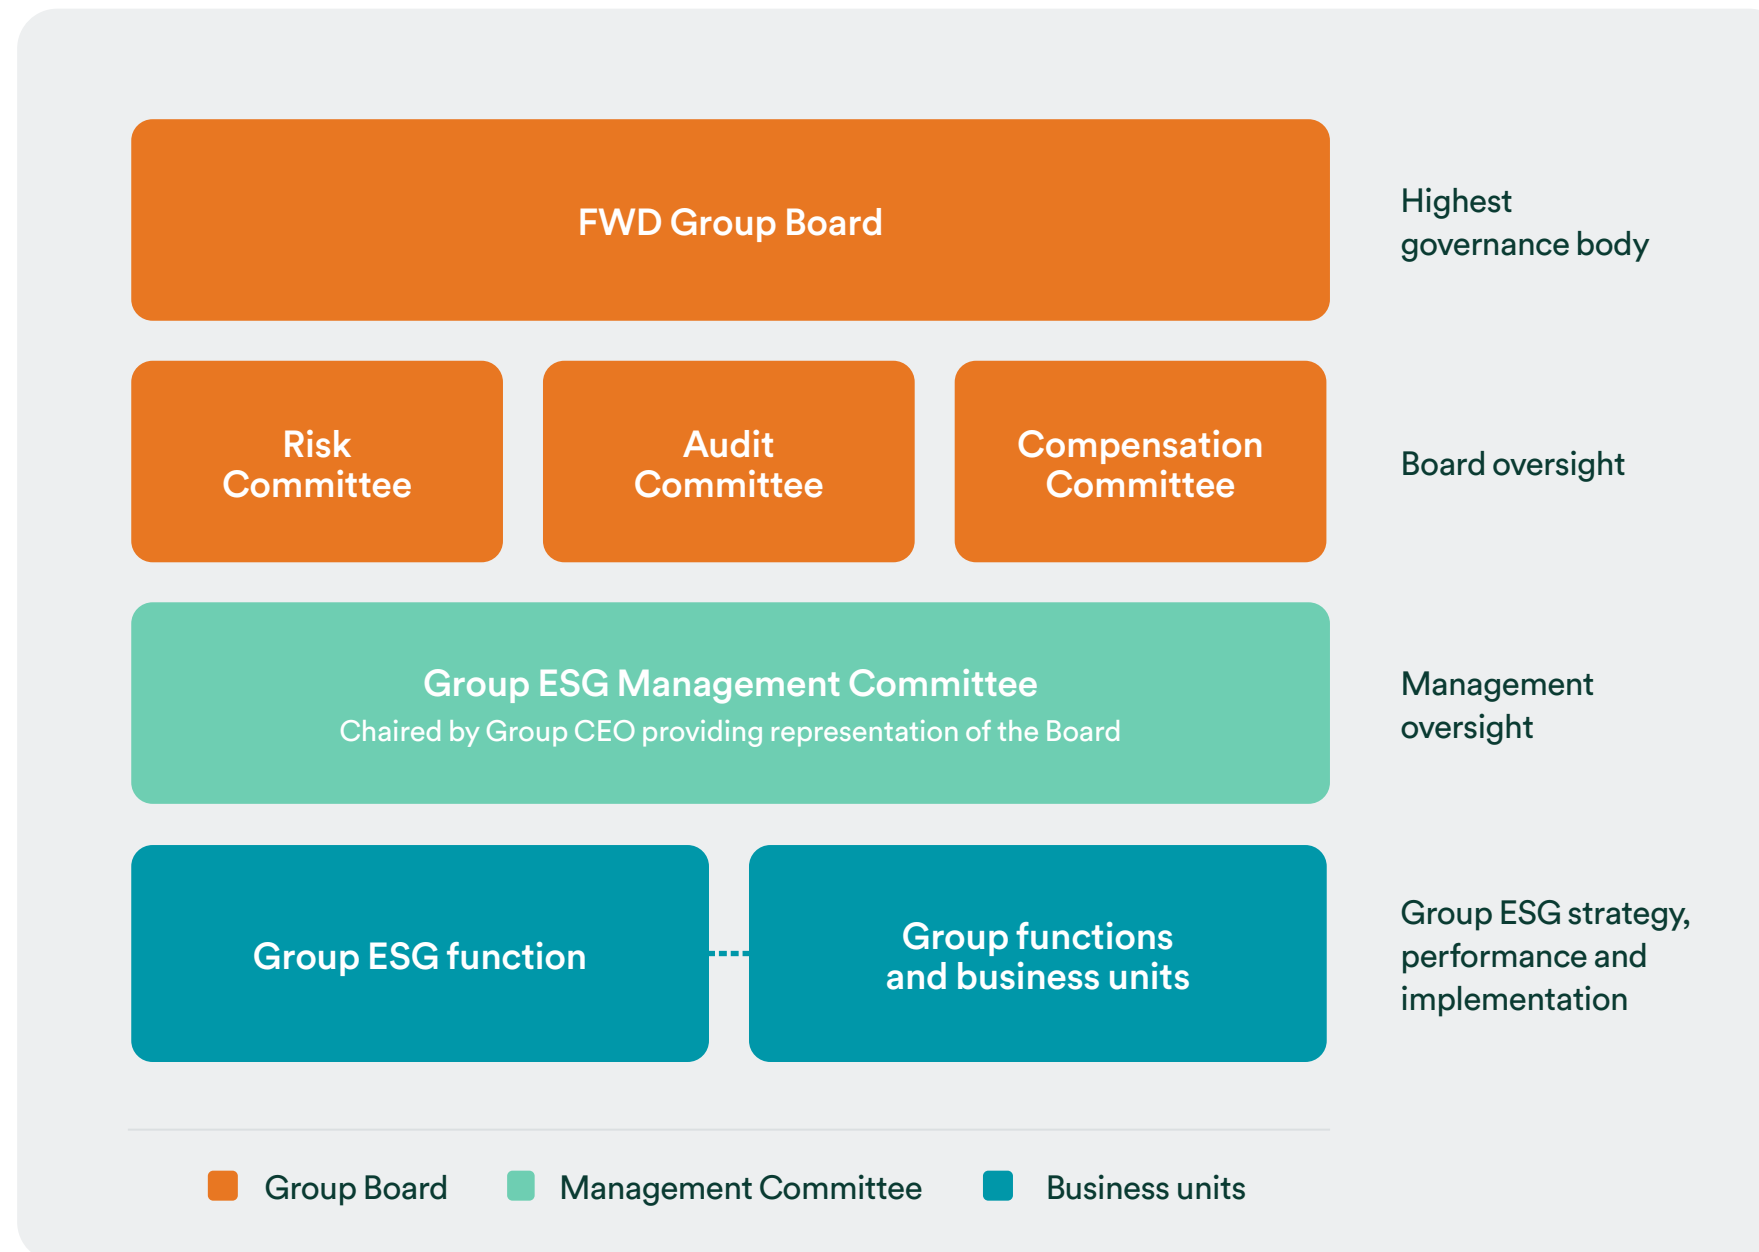 FWD Group Board
Highest
governance body
Risk
Committee
Audit
Committee
Compensation
Committee
Board oversight
Group ESG Management Committee
Chaired by Group CEO providing representation of the Board
Management
oversight
Group ESG function
Group functions
and business units
Group ESG strategy,
performance and
implementation
Group Board
Management Committee
Business units